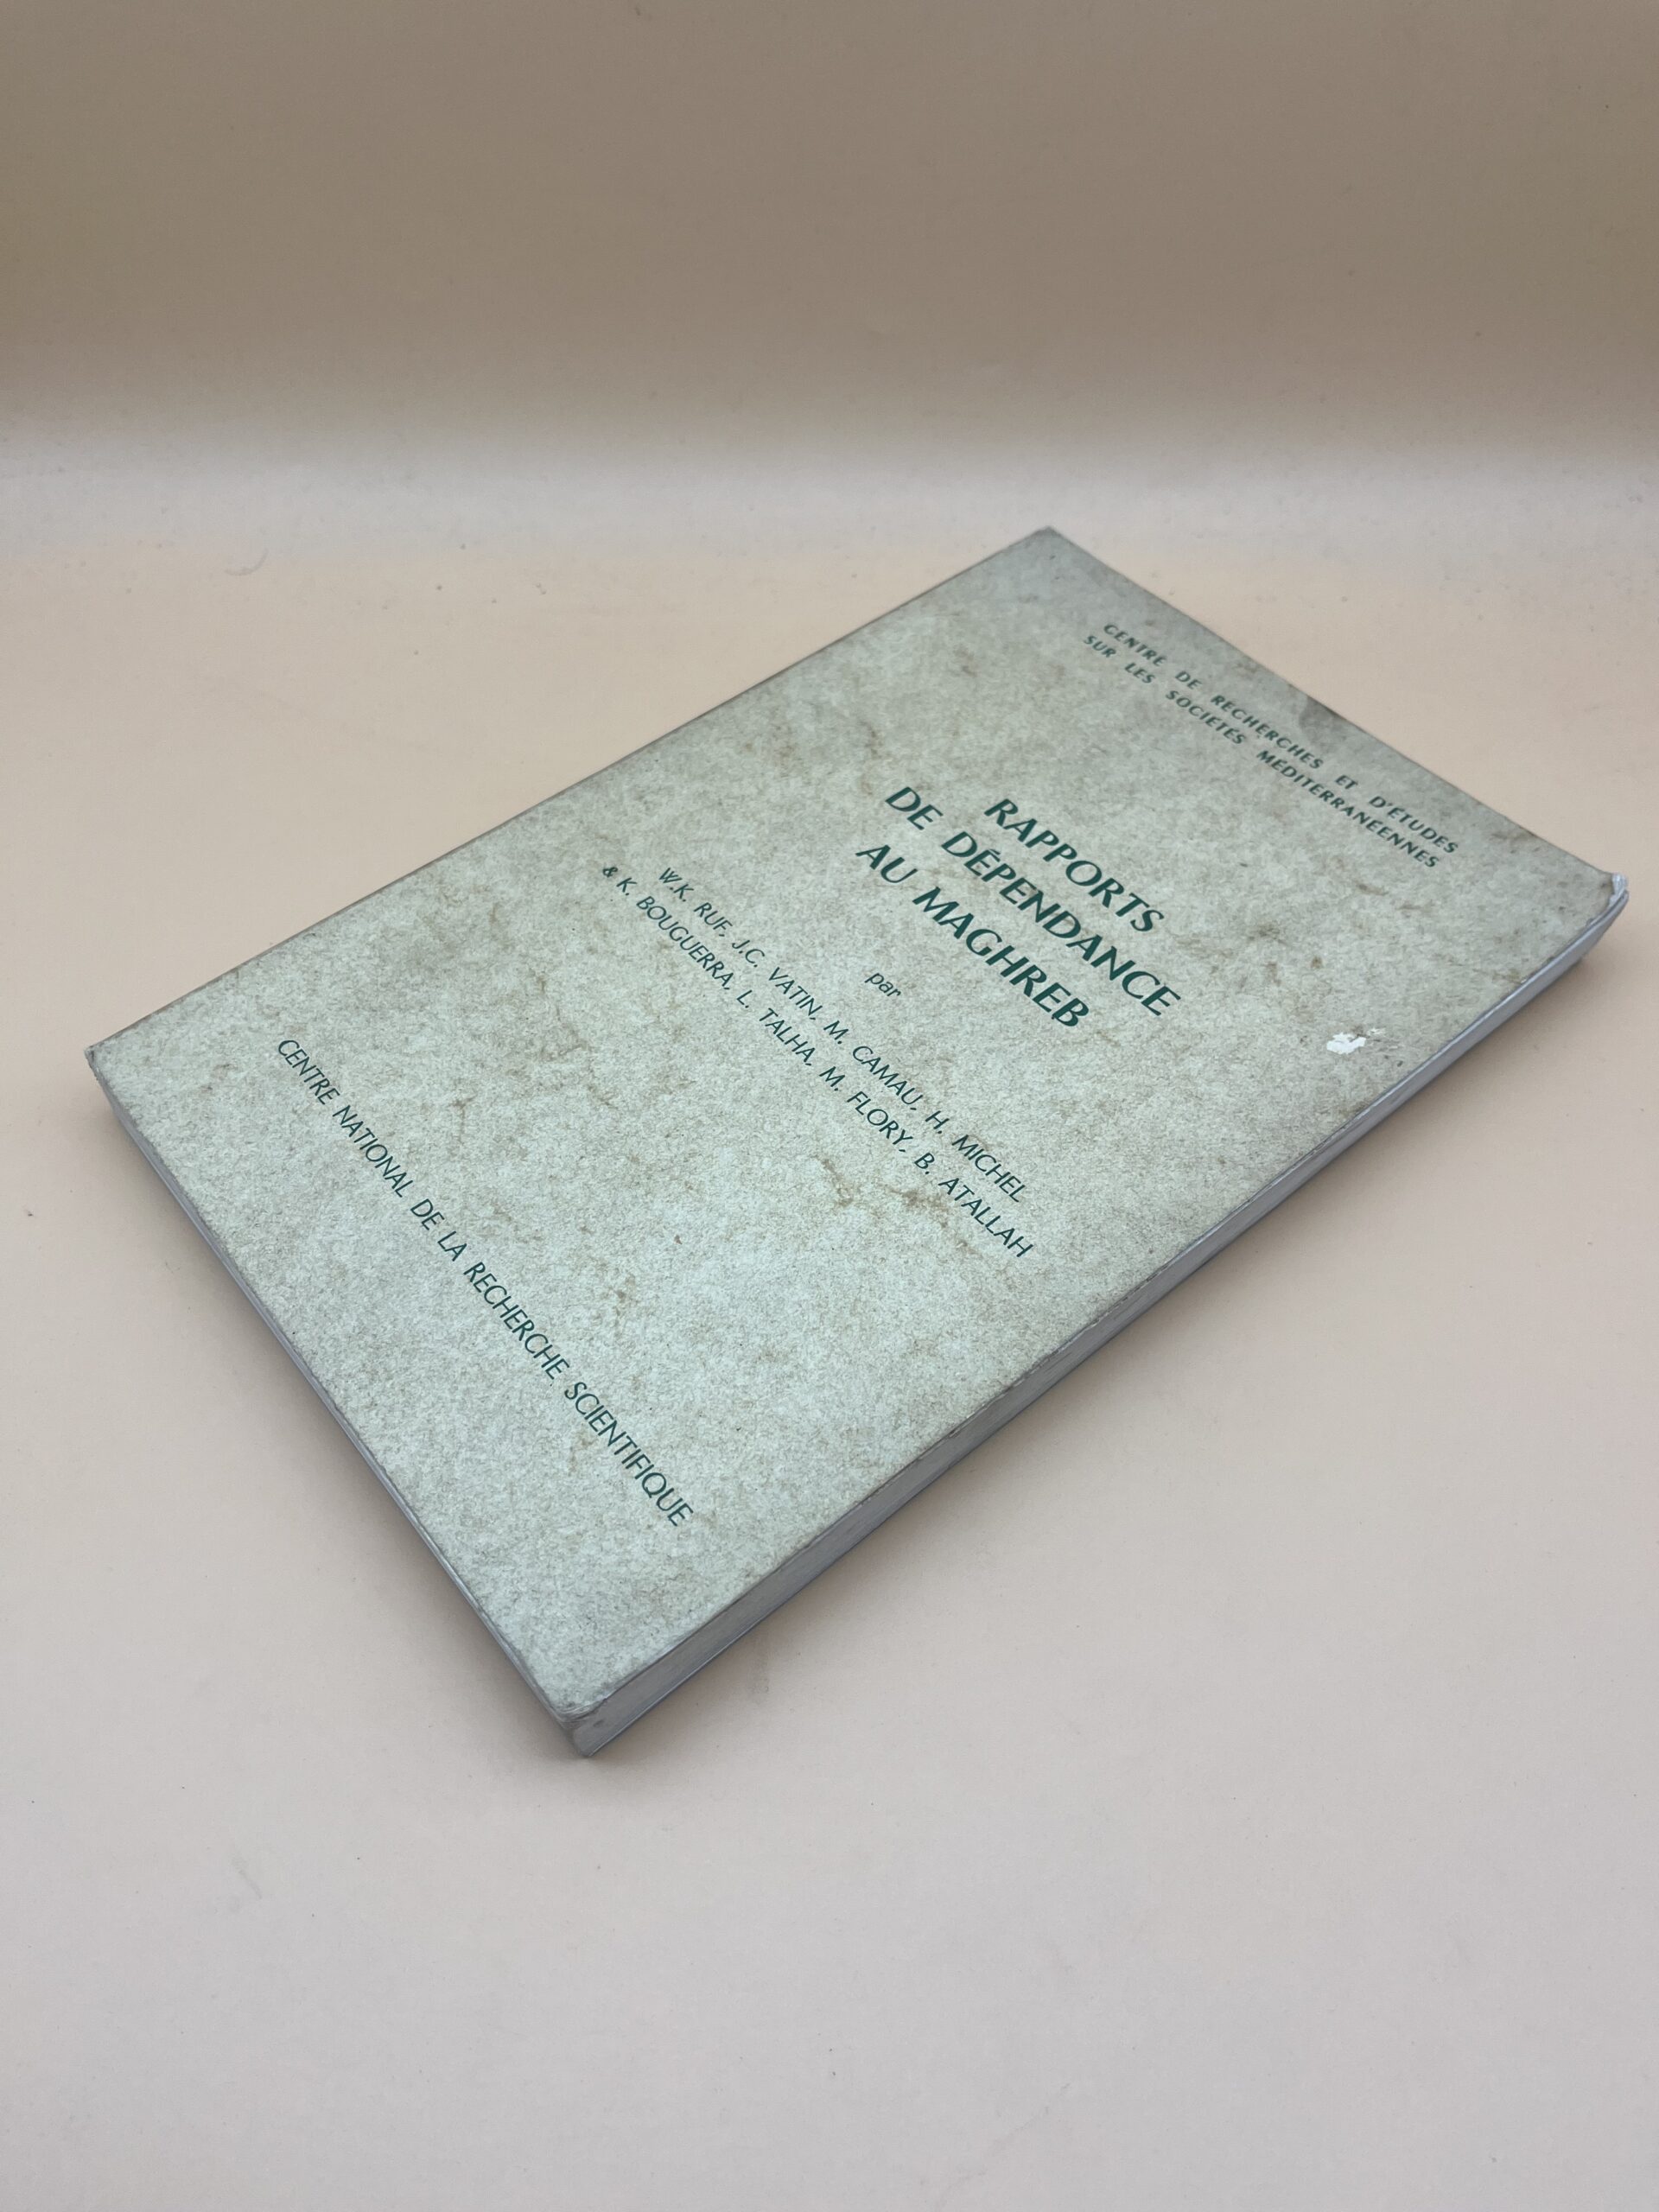 CENTRE DE RECHERCHES ET D'ÉTUDES
SUR LES SOCIÉTÉS MÉDITERRANÉENNES
RAPPORTS
DE DÉPENDANCE
AU MAGHREB
par
W.K. RUF, J.C. VATIN, M. CAMAU, H. MICHEL
& K. BOUGUERRA, L. TALHA, M. FLORY, B. ATALLAH
CENTRE NATIONAL DE LA RECHERCHE SCIENTIFIQUE